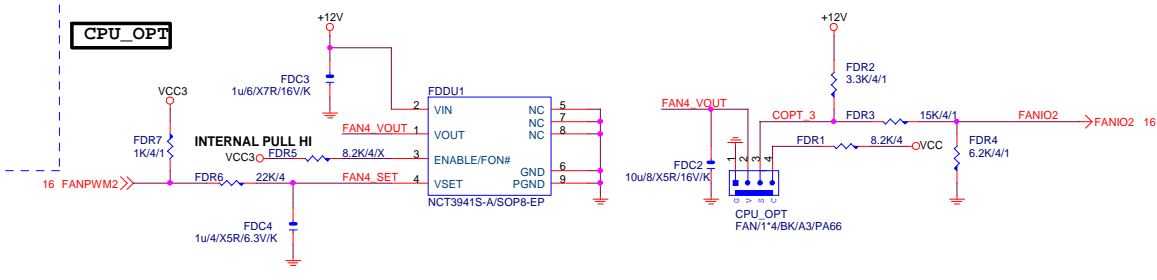 CPU_OPT
+12V
FDC3
1u/6/X7R/16V/K
VCC3
FDR7
1K/4/1
INTERNAL PULL HI
VCC3
FDR5
8.2K/4/X
16 FANPWM2
FDR6
22K/4
FDC4
1u/4/X5R/6.3V/K
FAN4_VOUT
FAN4_SET
FDDU1
2 VIN
1 VOUT
3 ENABLE/FON#
4 VSET
NC 5
NC 7
NC 8
GND 6
PGND 9
NCT3941S-A/SOP8-EP
+12V
FDR2
3.3K/4/1
FAN4_VOUT
COPT_3
FDR3
15K/4/1
FANIO2
FANIO2 16
FDR1
8.2K/4
VCC
FDR4
6.2K/4/1
FDC2
10u/8/X5R/16V/K
1 2 3 4
G V S C
CPU_OPT
FAN/1*4/BK/A3/PA66